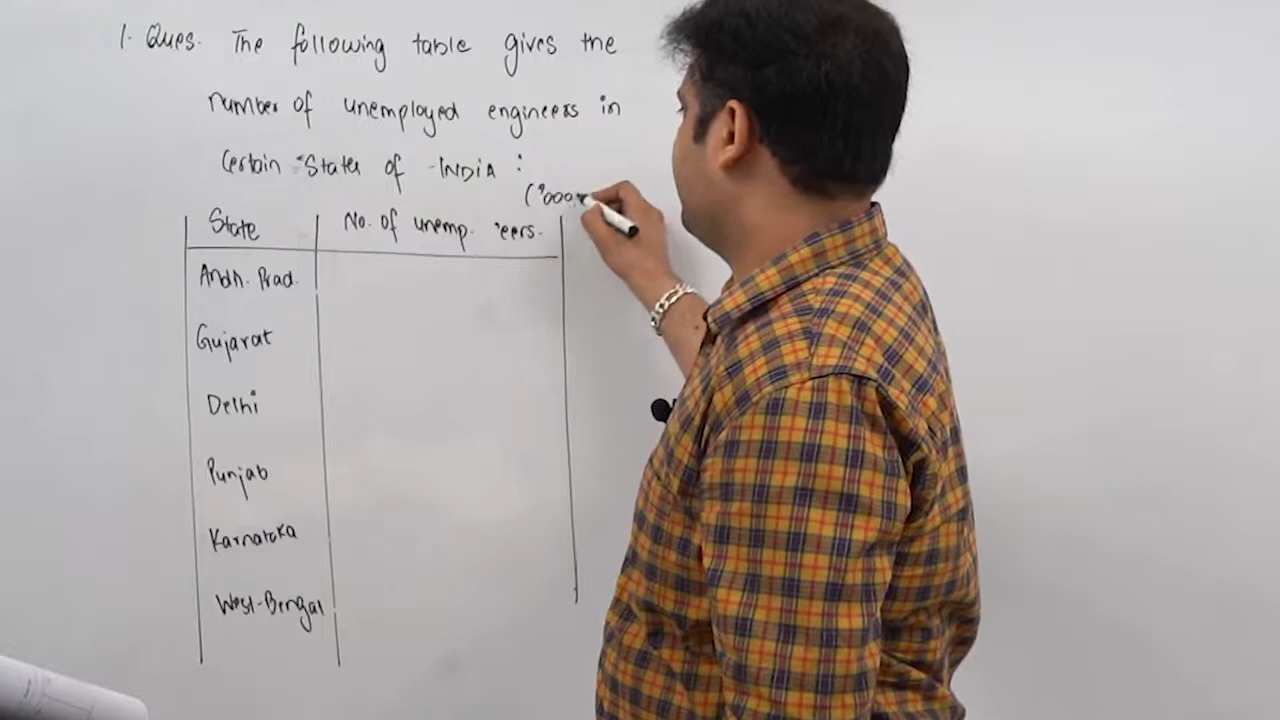 1. Ques. The following table gives the
number of unemployed engineers in
Certain States of -INDIA :
('000
State No. of unemp. 'eers.
Andh. Prad.
Gujarat
Delhi
Punjab
Karnataka
West-Bengal